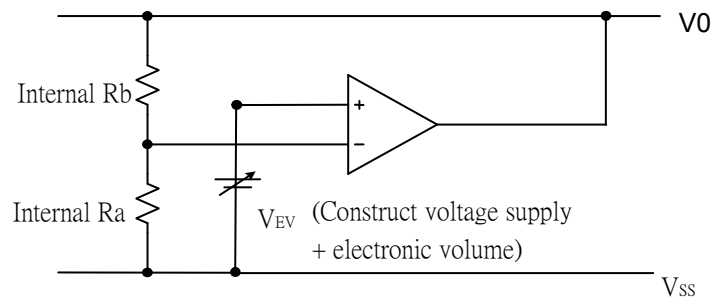 V0
Internal Rb
+
−
Internal Ra
VEV (Construct voltage supply
+ electronic volume)
VSS